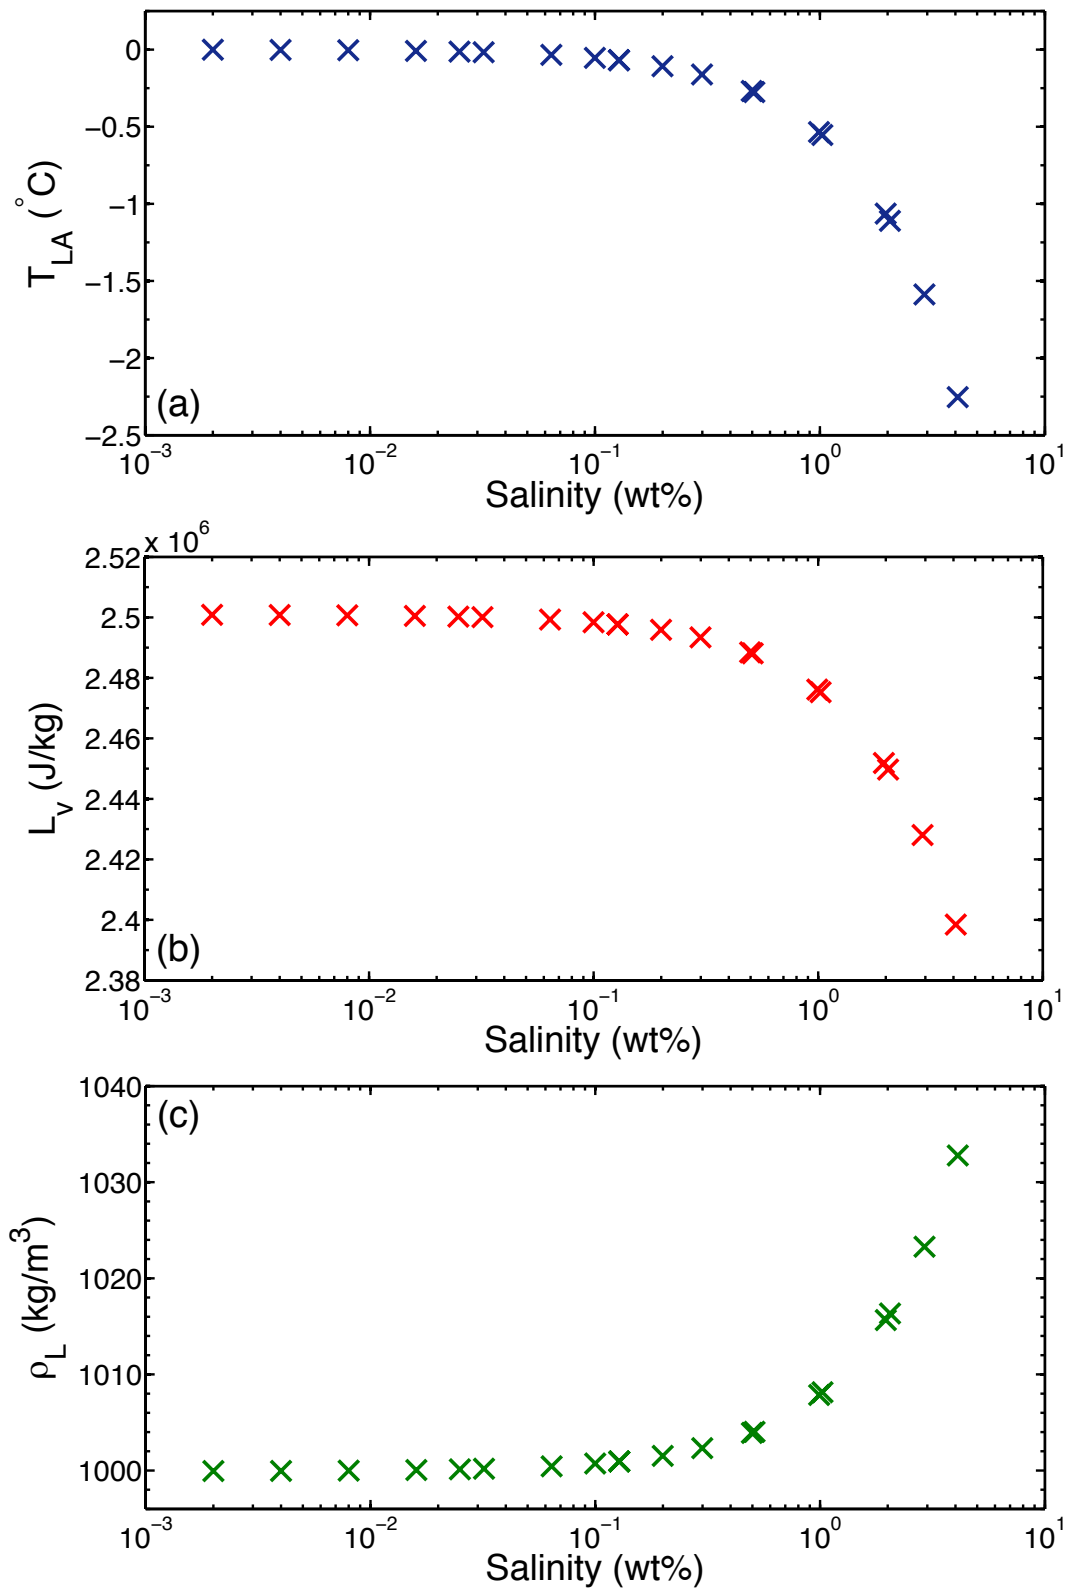 0
−0.5
−1
−1.5
−2
−2.5
T_LA (°C)
(a)
10^−3 10^−2 10^−1 10^0 10^1
Salinity (wt%)
x 10^6
2.52
2.5
2.48
2.46
2.44
2.42
2.4
2.38
L_v (J/kg)
(b)
10^−3 10^−2 10^−1 10^0 10^1
Salinity (wt%)
1040
1030
1020
1010
1000
ρ_L (kg/m^3)
(c)
10^−3 10^−2 10^−1 10^0 10^1
Salinity (wt%)